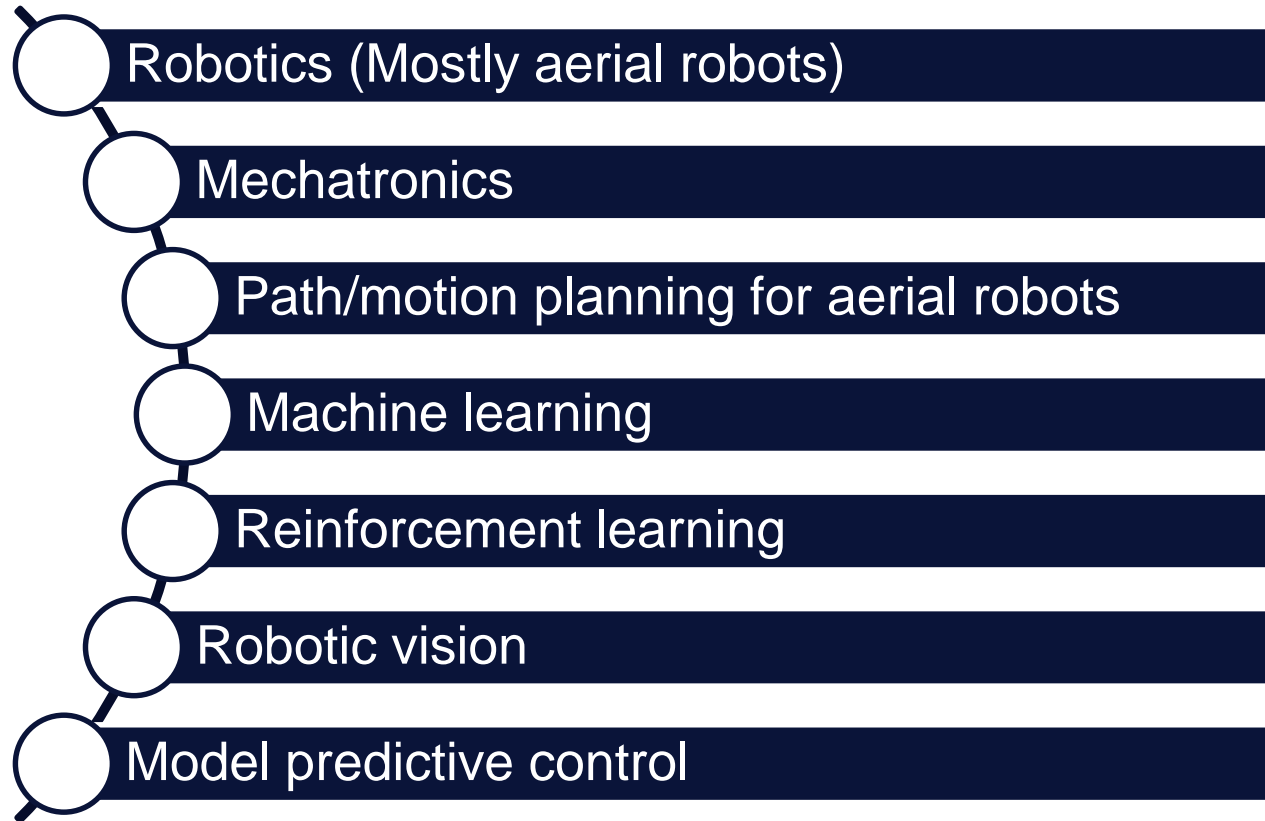 Robotics (Mostly aerial robots)
Mechatronics
Path/motion planning for aerial robots
Machine learning
Reinforcement learning
Robotic vision
Model predictive control